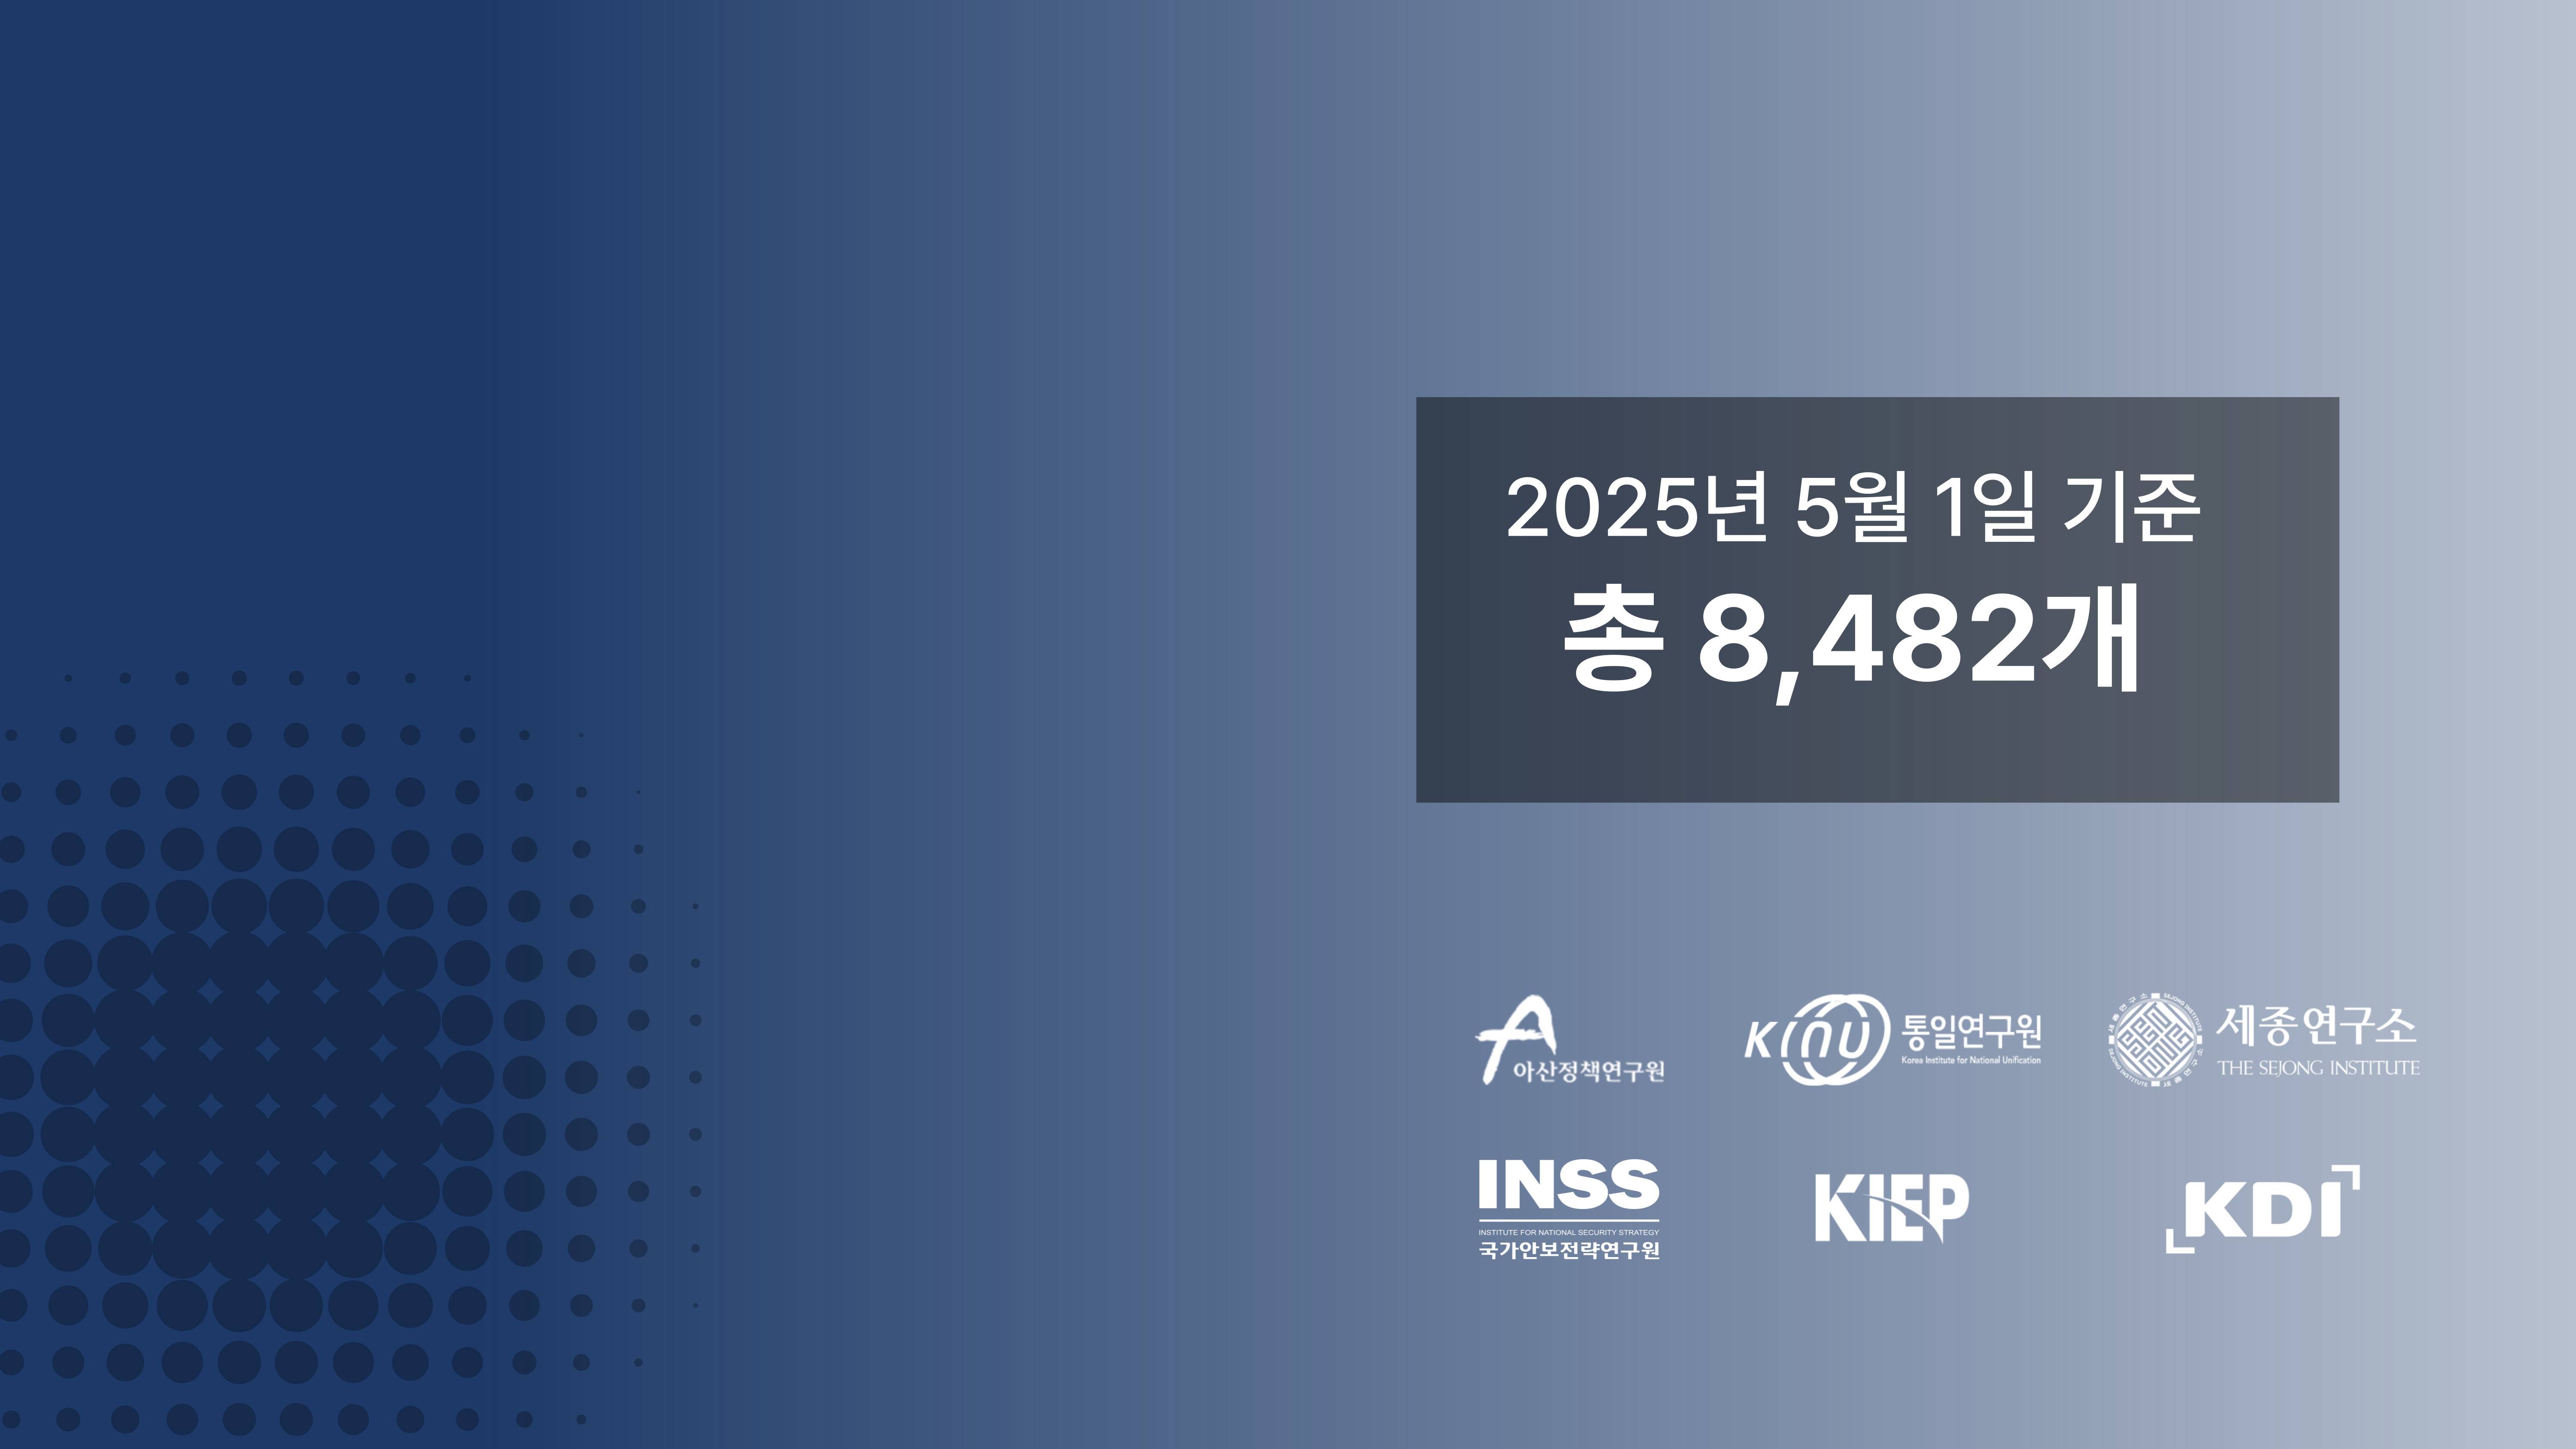 2025년 5월 1일 기준
총 8,482개
아산정책연구원
KINU
통일연구원
Korea Institute for National Unification
세종연구소
THE SEJONG INSTITUTE
INSS
INSTITUTE FOR NATIONAL SECURITY STRATEGY
국가안보전략연구원
KIEP
KDI